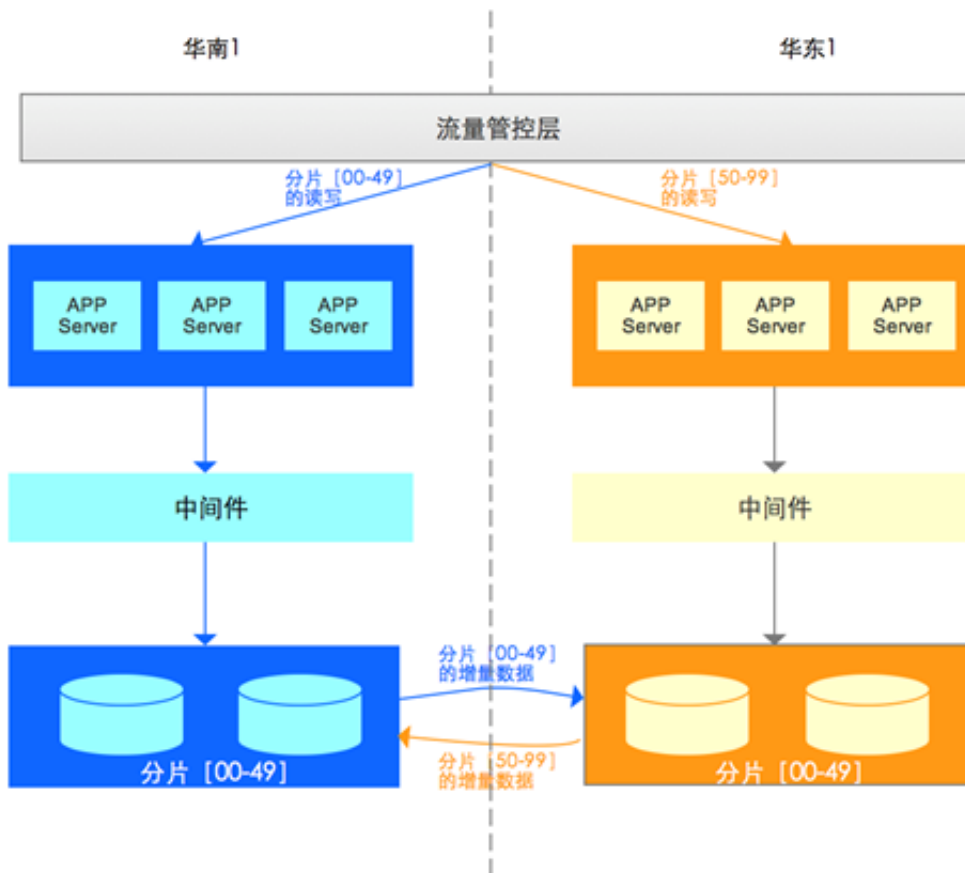 华南1
华东1
流量管控层
分片 [00-49]
的读写
分片 [50-99]
的读写
APP
Server
APP
Server
APP
Server
APP
Server
APP
Server
APP
Server
中间件
中间件
分片 [00-49]
的增量数据
分片 [50-99]
的增量数据
分片 [00-49]
分片 [00-49]